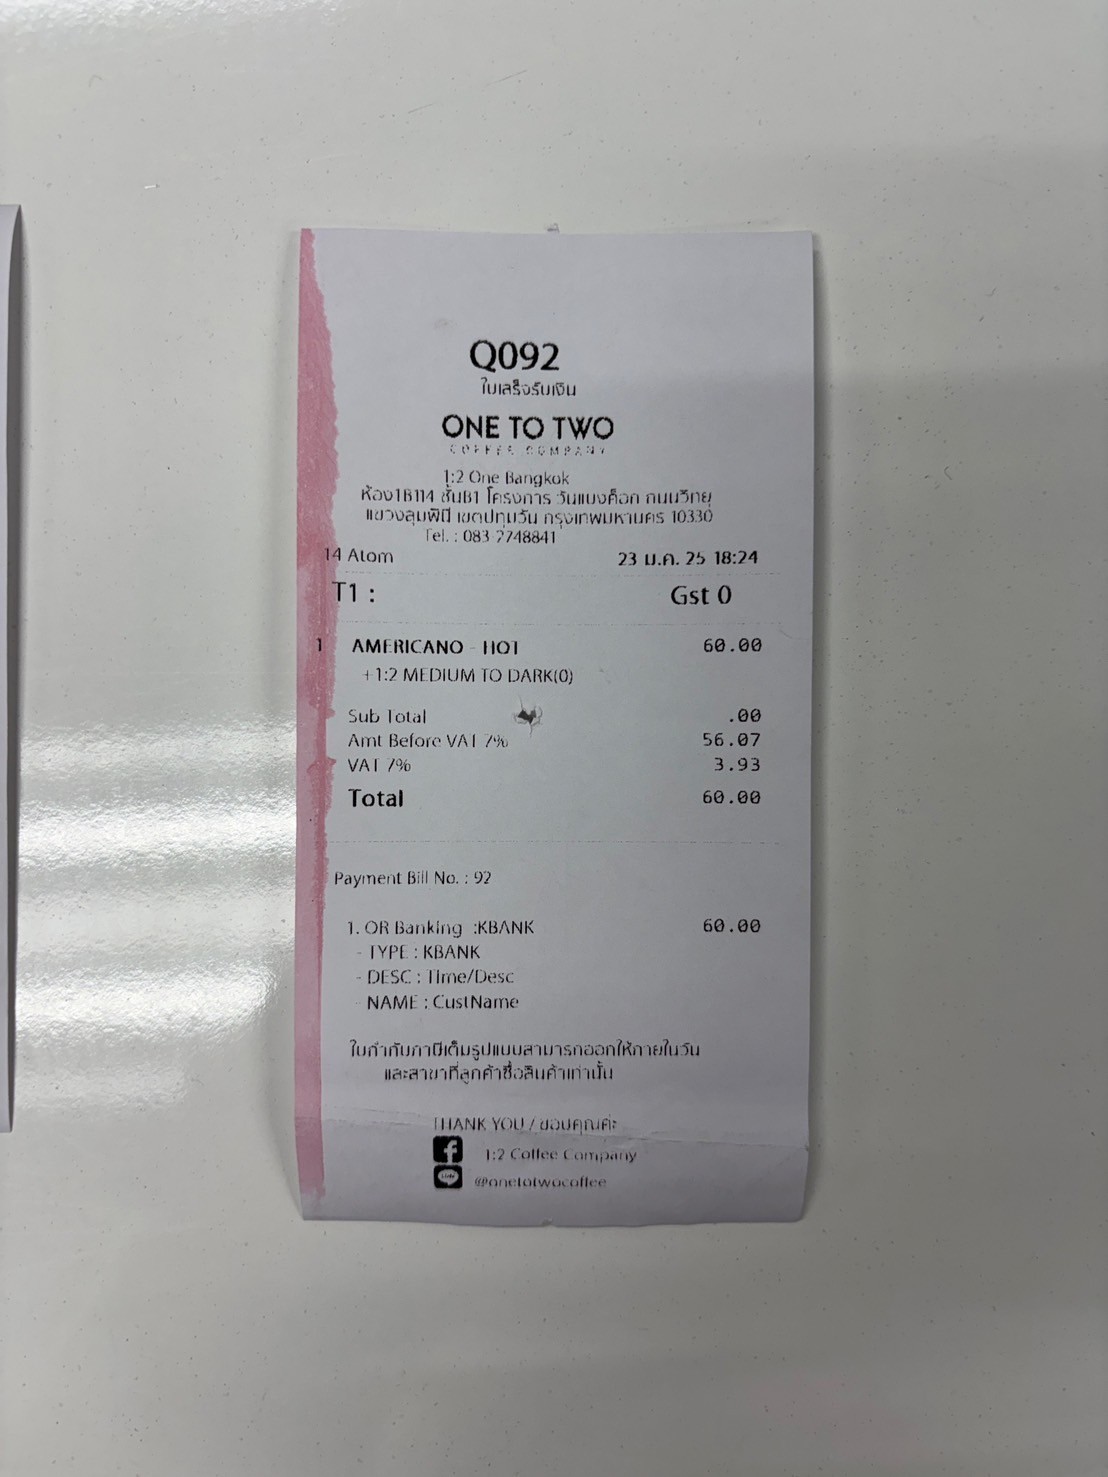 Q092
ใบเสร็จรับเงิน
ONE TO TWO
COFFEE COMPANY
1:2 One Bangkok
ห้อง1B114 ชั้นB1 โครงการ วันแบงค็อก ถนนวิทยุ
แขวงลุมพินี เขตปทุมวัน กรุงเทพมหานคร 10330
Tel. : 083 2748841
14 Atom 23 ม.ค. 25 18:24
T1 : Gst 0
1 AMERICANO - HOT 60.00
+1:2 MEDIUM TO DARK(0)
Sub Total .00
Amt Before VAT 7% 56.07
VAT 7% 3.93
Total 60.00
Payment Bill No. : 92
1. QR Banking :KBANK 60.00
- TYPE : KBANK
- DESC : Time/Desc
- NAME : CustName
ใบกำกับภาษีเต็มรูปแบบสามารถออกให้ภายในวัน
และสาขาที่ลูกค้าซื้อสินค้าเท่านั้น
THANK YOU / ขอบคุณค่ะ
f 1:2 Coffee Company
LINE @onetotwocoffee